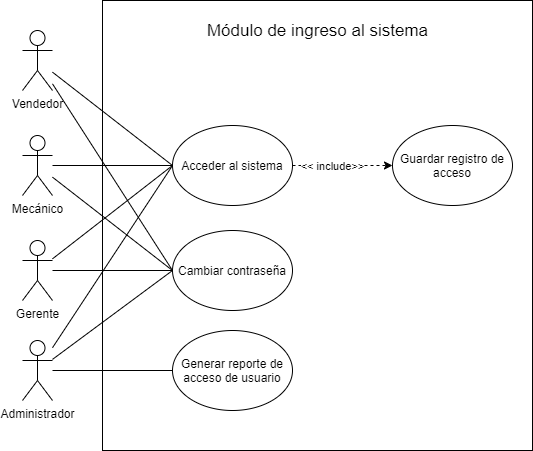 Módulo de ingreso al sistema
Vendedor
Acceder al sistema
<< include>>
Guardar registro de
acceso
Mecánico
Cambiar contraseña
Gerente
Generar reporte de
acceso de usuario
Administrador